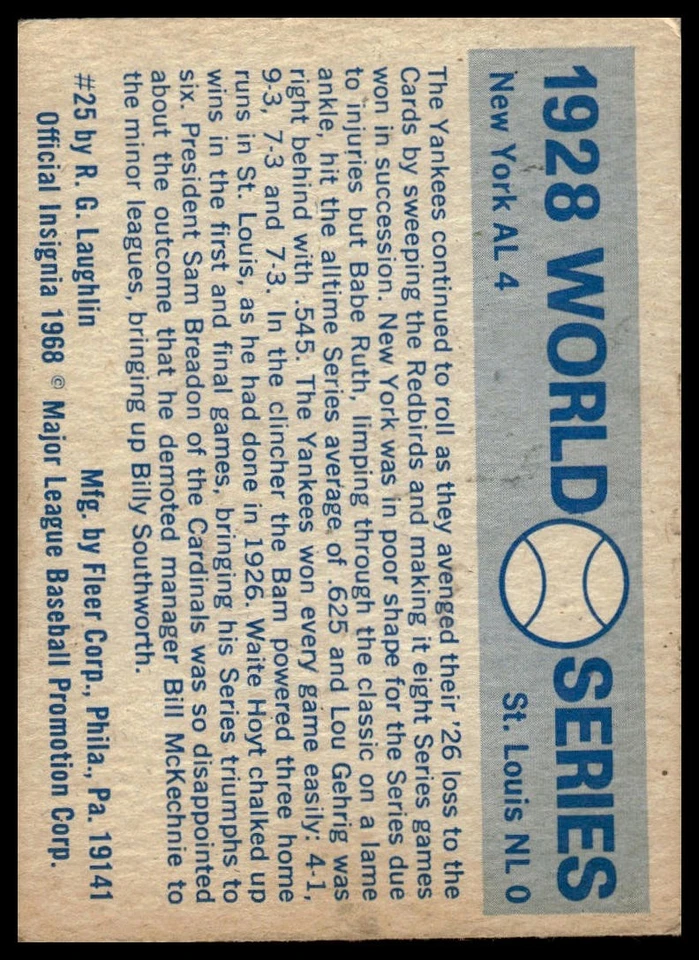 1928 WORLD SERIES
New York AL 4 St. Louis NL 0
The Yankees continued to roll as they avenged their '26 loss to the
Cards by sweeping the Redbirds and making it eight Series games
won in succession. New York was in poor shape for the Series due
to injuries but Babe Ruth, limping through the classic on a lame
ankle, hit the alltime Series average of .625 and Lou Gehrig was
right behind with .545. The Yankees won every game easily: 4-1,
9-3, 7-3 and 7-3. In the clincher the Bam powered three home
runs in St. Louis, as he had done in 1926. Waite Hoyt chalked up
wins in the first and final games, bringing his Series triumphs to
six. President Sam Breadon of the Cardinals was so disappointed
about the outcome that he demoted manager Bill McKechnie to
the minor leagues, bringing up Billy Southworth.
#25 by R. G. Laughlin Mfg. by Fleer Corp., Phila., Pa. 19141
Official Insignia 1968 © Major League Baseball Promotion Corp.